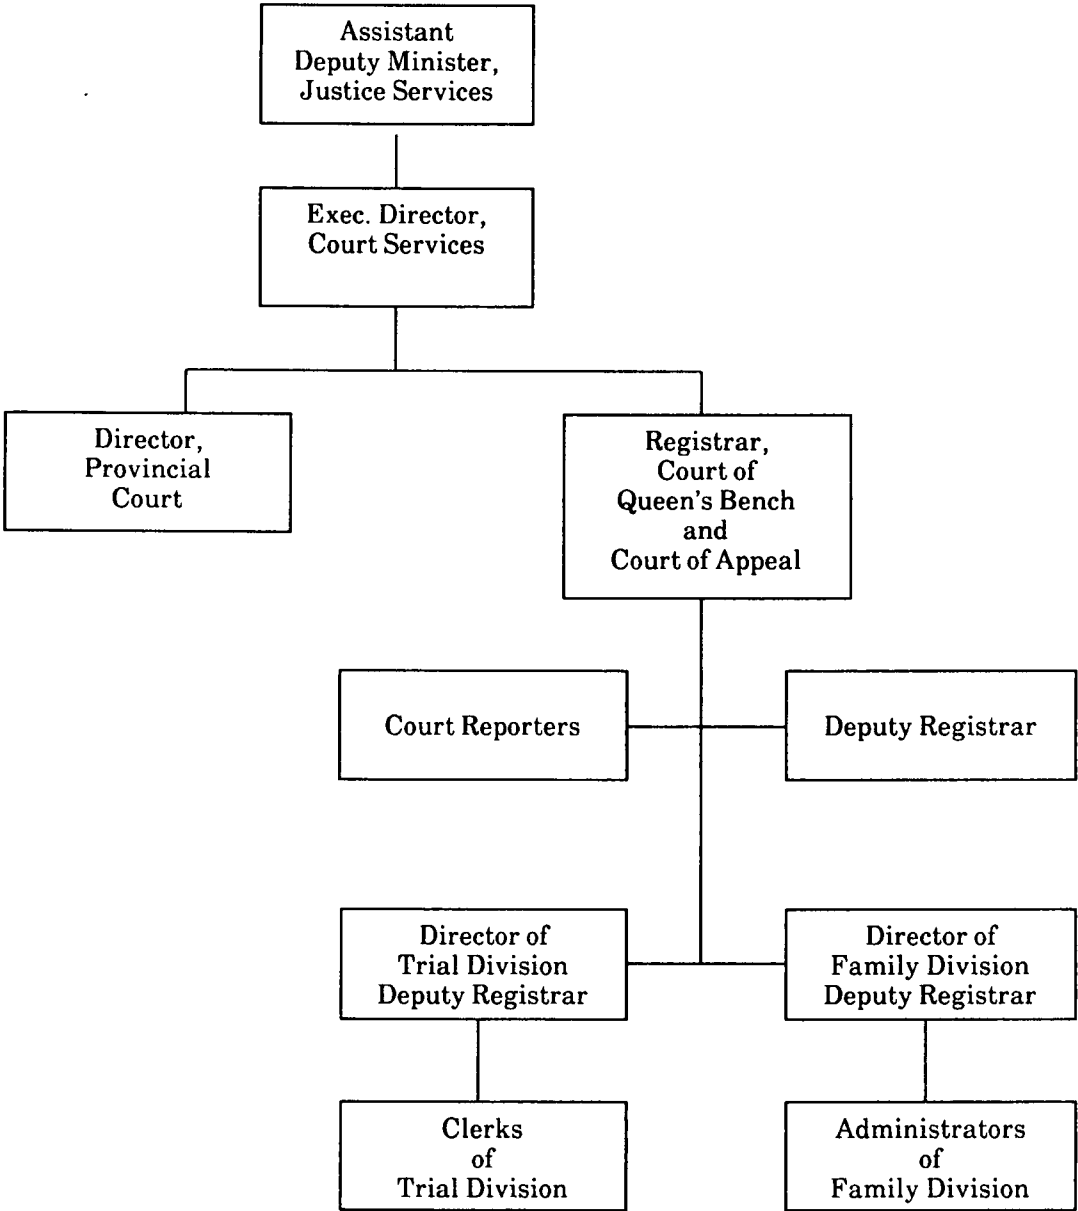 Assistant
Deputy Minister,
Justice Services
Exec. Director,
Court Services
Director,
Provincial
Court
Registrar,
Court of
Queen's Bench
and
Court of Appeal
Court Reporters
Deputy Registrar
Director of
Trial Division
Deputy Registrar
Director of
Family Division
Deputy Registrar
Clerks
of
Trial Division
Administrators
of
Family Division